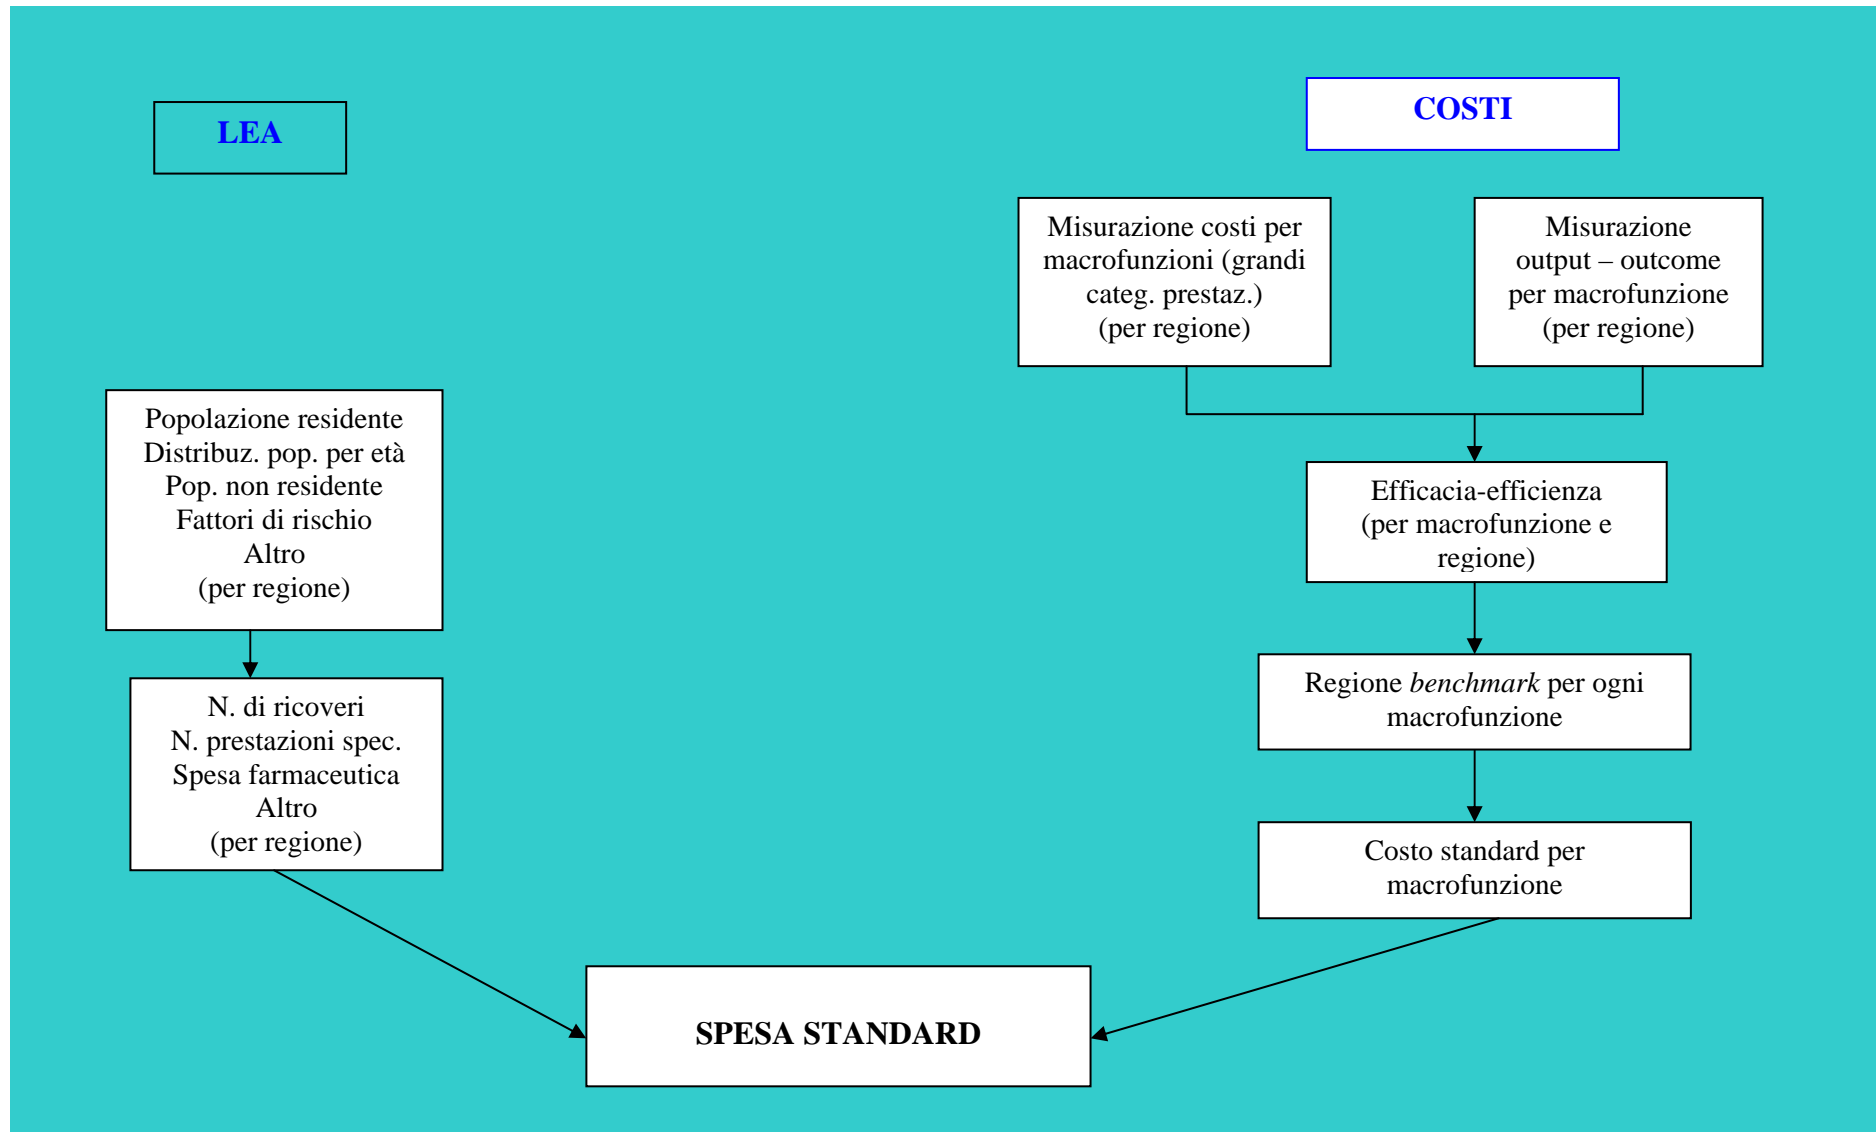 LEA
COSTI
Misurazione costi per
macrofunzioni (grandi
categ. prestaz.)
(per regione)
Misurazione
output – outcome
per macrofunzione
(per regione)
Popolazione residente
Distribuz. pop. per età
Pop. non residente
Fattori di rischio
Altro
(per regione)
Efficacia-efficienza
(per macrofunzione e
regione)
N. di ricoveri
N. prestazioni spec.
Spesa farmaceutica
Altro
(per regione)
Regione benchmark per ogni
macrofunzione
Costo standard per
macrofunzione
SPESA STANDARD